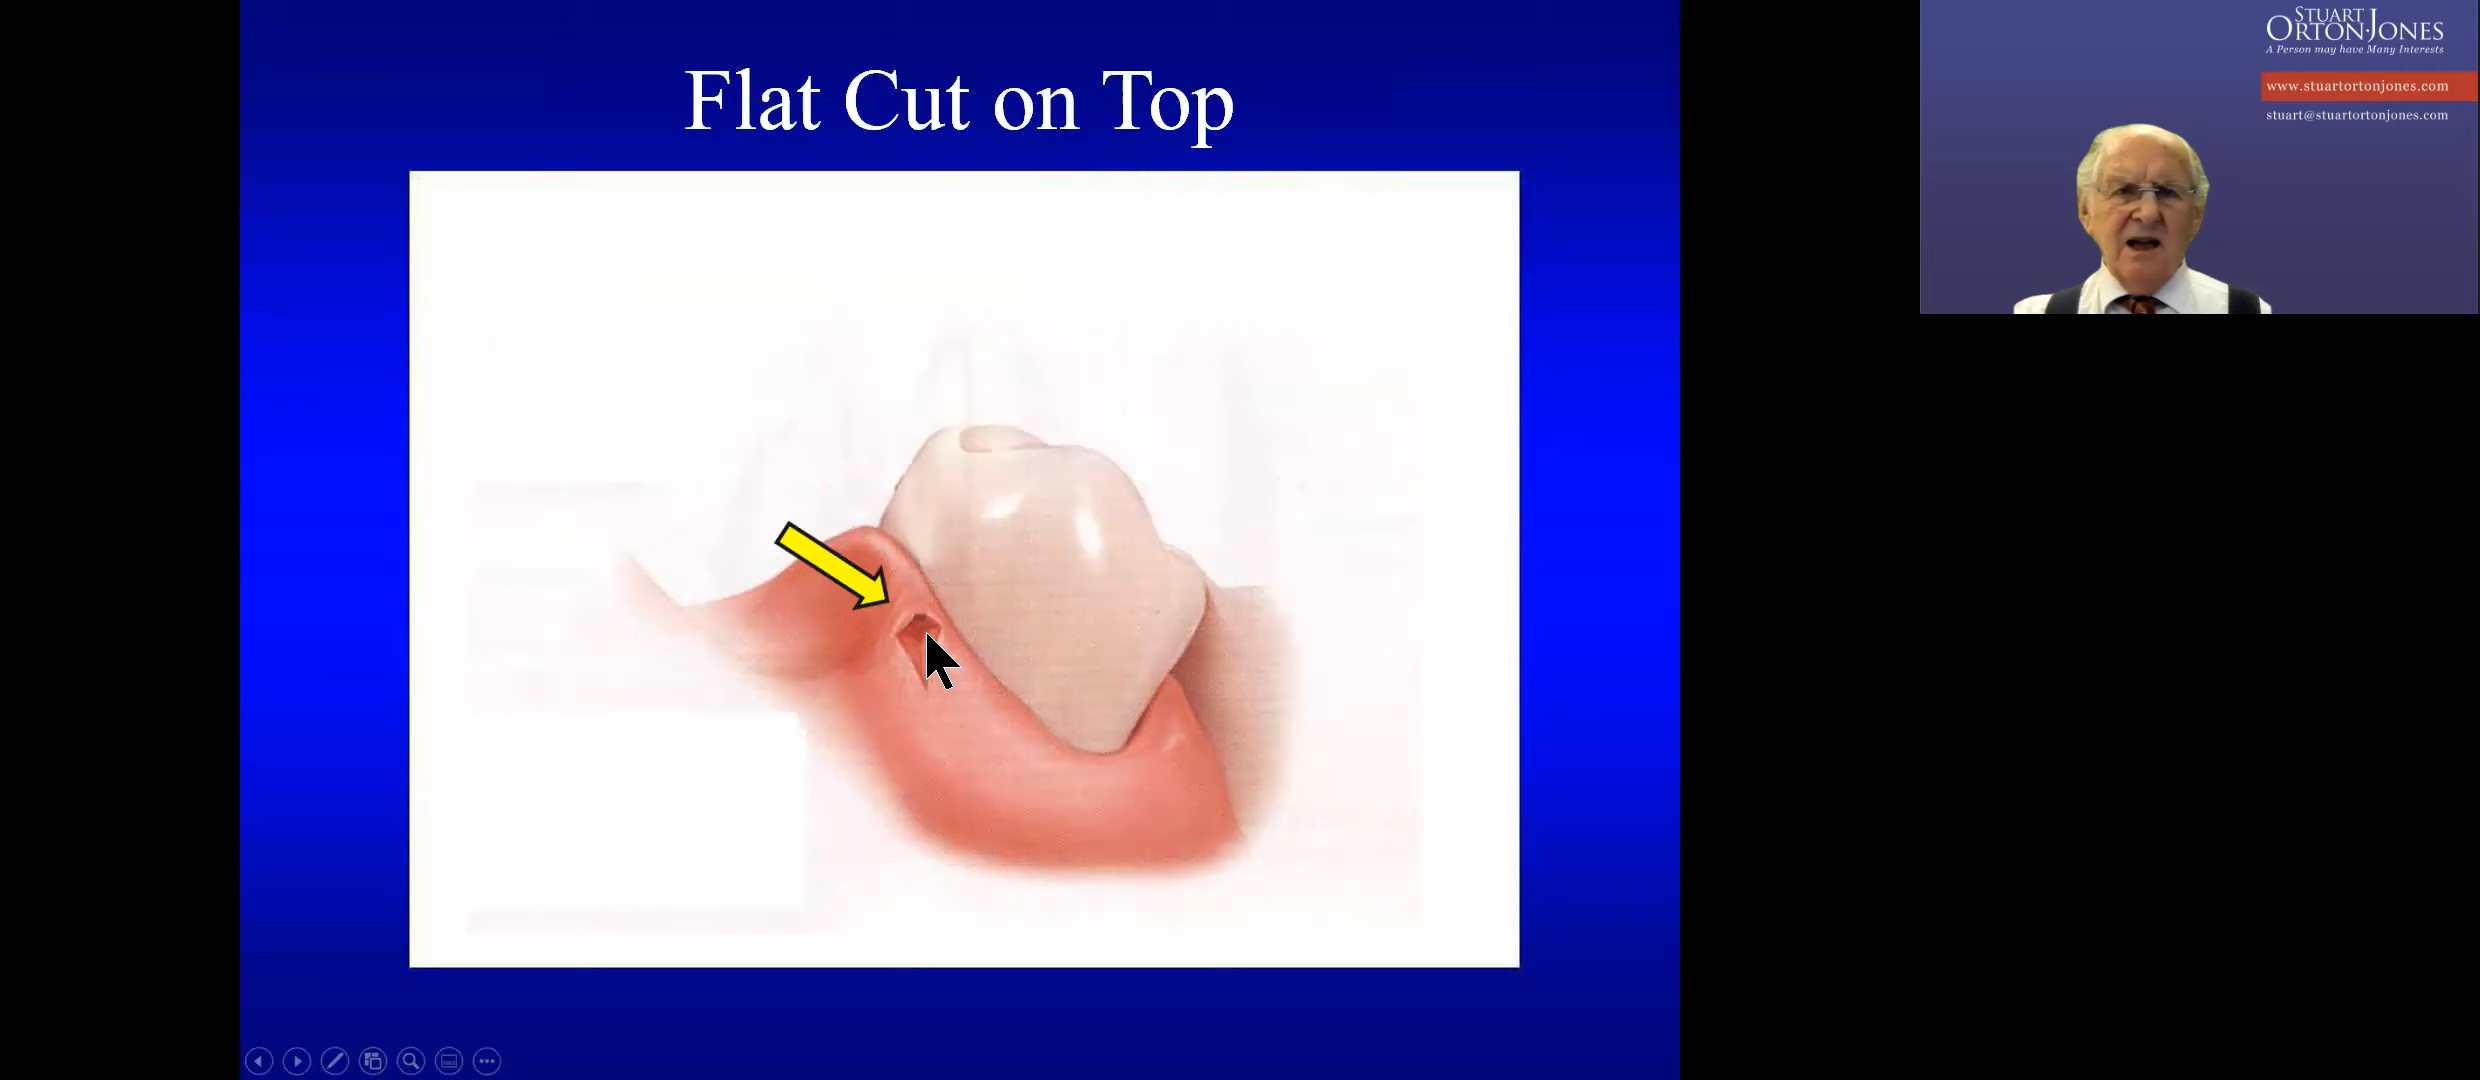 Flat Cut on Top
STUART
ORTON-JONES
A Person may have Many Interests
www.stuartortonjones.com
stuart@stuartortonjones.com